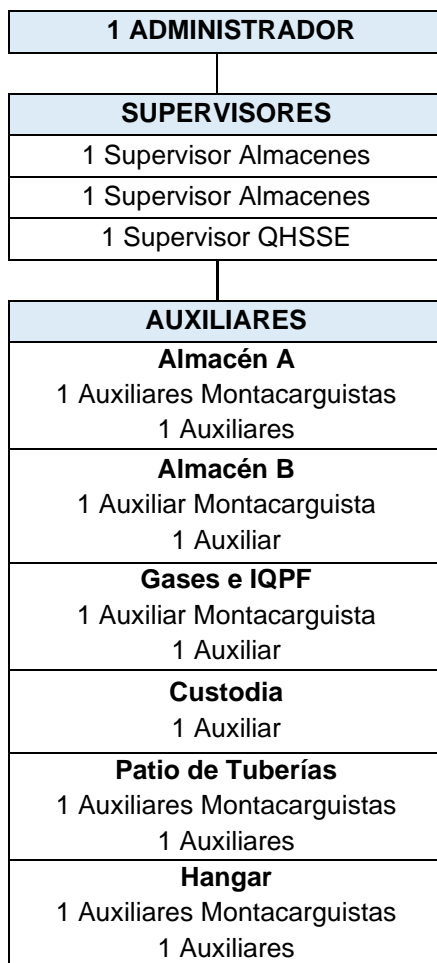 1 ADMINISTRADOR
SUPERVISORES
1 Supervisor Almacenes
1 Supervisor Almacenes
1 Supervisor QHSSE
AUXILIARES
Almacén A
1 Auxiliares Montacarguistas
1 Auxiliares
Almacén B
1 Auxiliar Montacarguista
1 Auxiliar
Gases e IQPF
1 Auxiliar Montacarguista
1 Auxiliar
Custodia
1 Auxiliar
Patio de Tuberías
1 Auxiliares Montacarguistas
1 Auxiliares
Hangar
1 Auxiliares Montacarguistas
1 Auxiliares